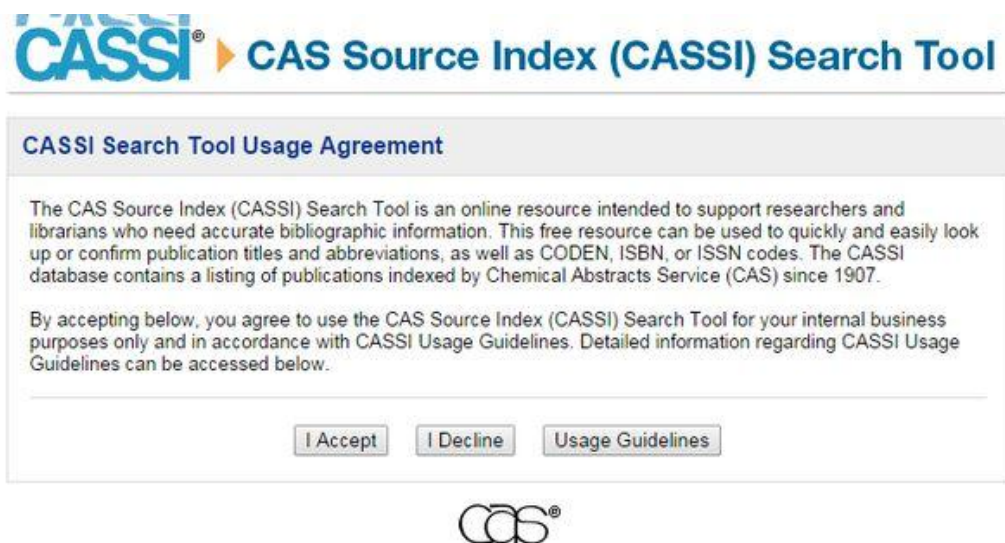 CASSI® CAS Source Index (CASSI) Search Tool
CASSI Search Tool Usage Agreement
The CAS Source Index (CASSI) Search Tool is an online resource intended to support researchers and
librarians who need accurate bibliographic information. This free resource can be used to quickly and easily look
up or confirm publication titles and abbreviations, as well as CODEN, ISBN, or ISSN codes. The CASSI
database contains a listing of publications indexed by Chemical Abstracts Service (CAS) since 1907.
By accepting below, you agree to use the CAS Source Index (CASSI) Search Tool for your internal business
purposes only and in accordance with CASSI Usage Guidelines. Detailed information regarding CASSI Usage
Guidelines can be accessed below.
I Accept I Decline Usage Guidelines
CAS®